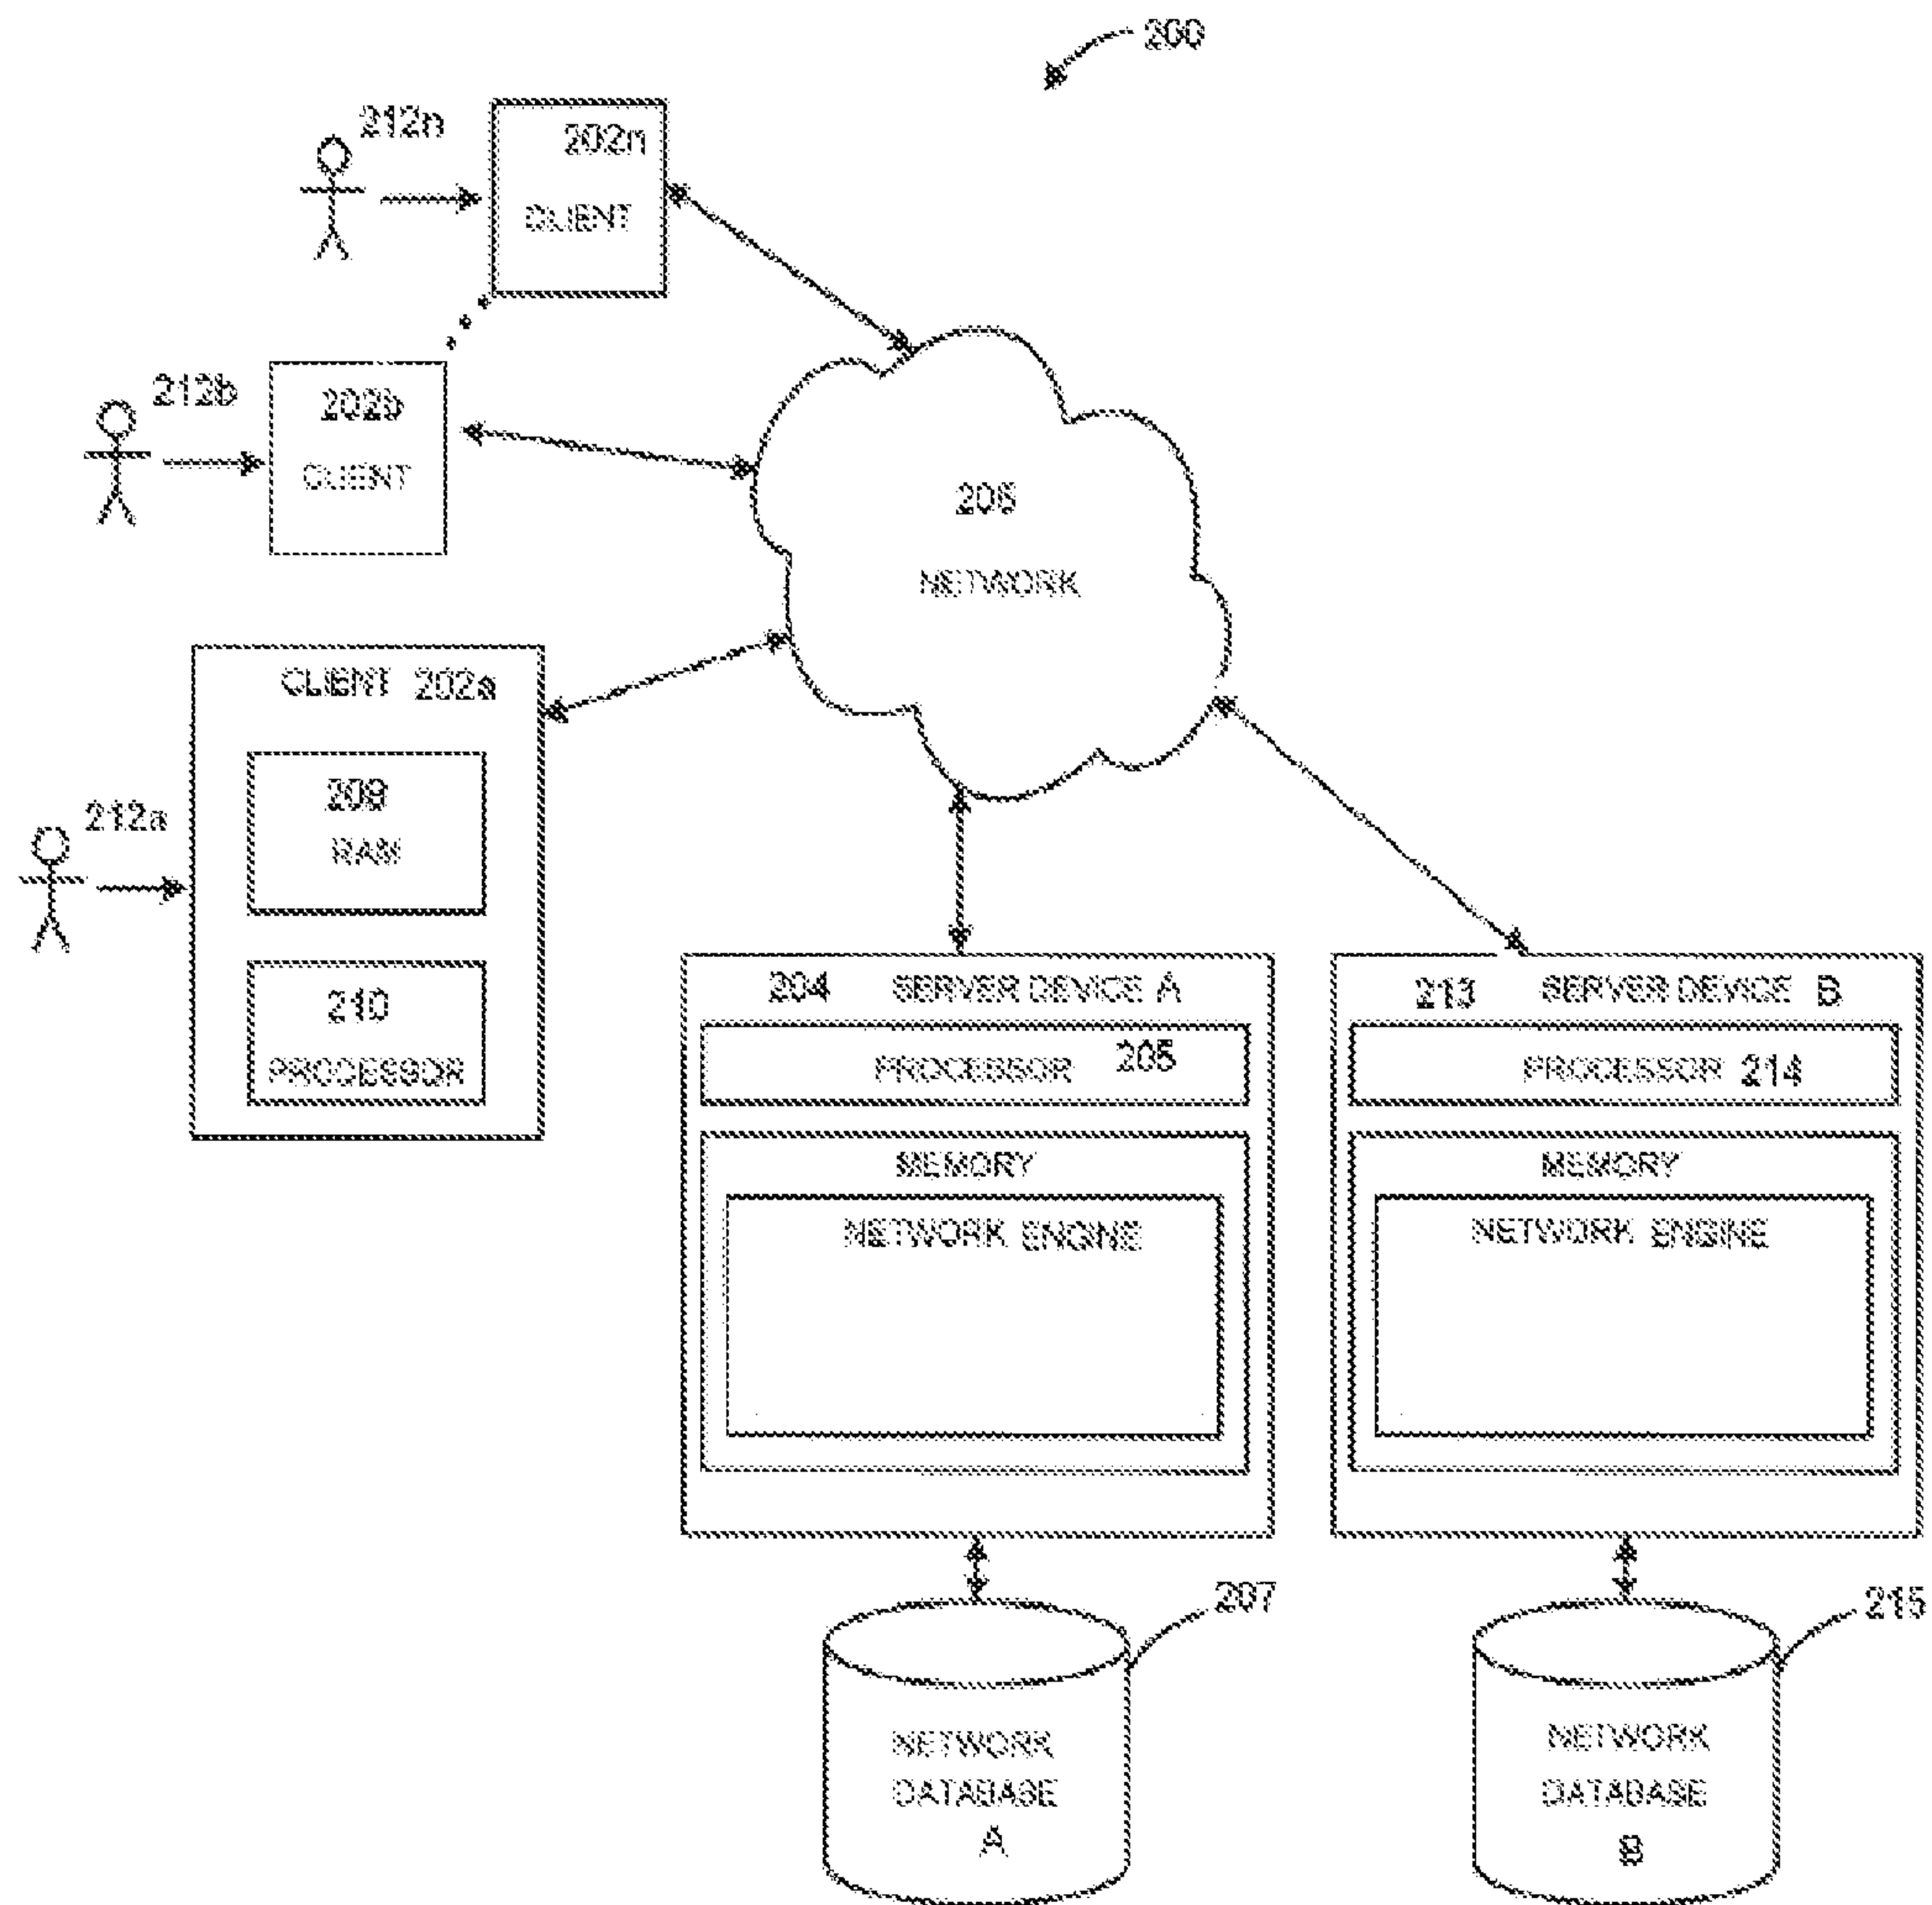 200
212n
202n
CLIENT
212b
202b
CLIENT
206
NETWORK
CLIENT 202a
209
RAM
212a
210
PROCESSOR
204 SERVER DEVICE A
PROCESSOR 205
MEMORY
NETWORK ENGINE
213 SERVER DEVICE B
PROCESSOR 214
MEMORY
NETWORK ENGINE
207
NETWORK
DATABASE
A
215
NETWORK
DATABASE
B